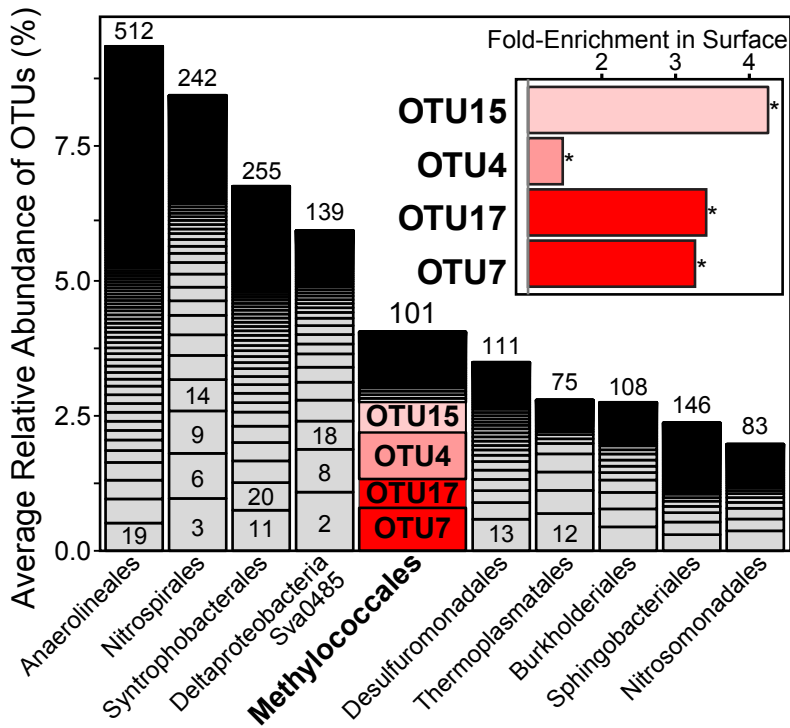 Average Relative Abundance of OTUs (%)
7.5
5.0
2.5
0.0
512
242
255
139
101
111
75
108
146
83
Fold-Enrichment in Surface
2 3 4
OTU15 *
OTU4 *
OTU17 *
OTU7 *
19
14
9
6
3
20
11
18
8
2
OTU15
OTU4
OTU17
OTU7
13
12
Anaerolineales
Nitrospirales
Syntrophobacterales
Deltaproteobacteria
Sva0485
Methylococcales
Desulfuromonadales
Thermoplasmatales
Burkholderiales
Sphingobacteriales
Nitrosomonadales